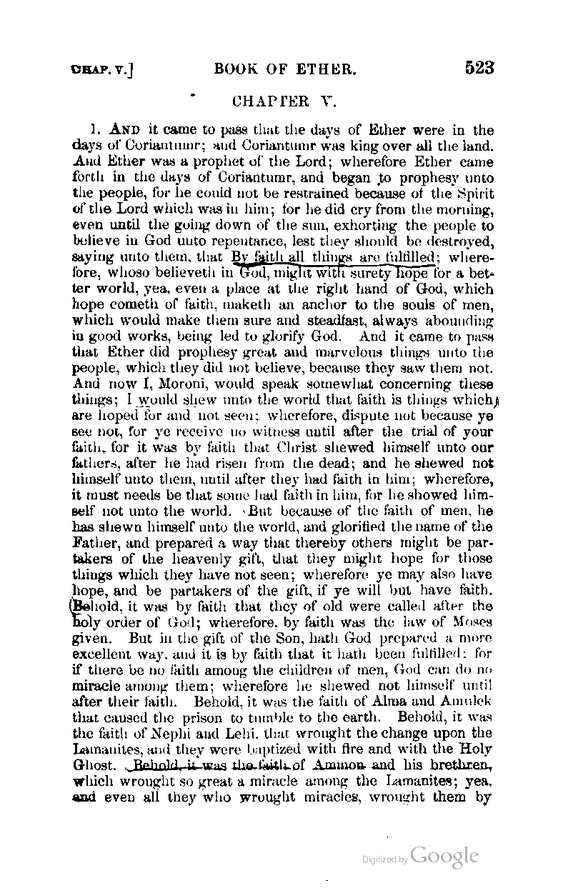 CHAP. V.] BOOK OF ETHER. 523
CHAPTER V.
1. AND it came to pass that the days of Ether were in the
days of Coriantumr; and Coriantumr was king over all the land.
And Ether was a prophet of the Lord; wherefore Ether came
forth in the days of Coriantumr, and began to prophesy unto
the people, for he could not be restrained because of the Spirit
of the Lord which was in him; for he did cry from the morning,
even until the going down of the sun, exhorting the people to
believe in God unto repentance, lest they should be destroyed,
saying unto them, that By faith all things are fulfilled; where-
fore, whoso believeth in God, might with surety hope for a bet-
ter world, yea, even a place at the right hand of God, which
hope cometh of faith, maketh an anchor to the souls of men,
which would make them sure and steadfast, always abounding
in good works, being led to glorify God. And it came to pass
that Ether did prophesy great and marvelous things unto the
people, which they did not believe, because they saw them not.
And now I, Moroni, would speak somewhat concerning these
things; I would shew unto the world that faith is things which
are hoped for and not seen; wherefore, dispute not because ye
see not, for ye receive no witness until after the trial of your
faith, for it was by faith that Christ shewed himself unto our
fathers, after he had risen from the dead; and he shewed not
himself unto them, until after they had faith in him; wherefore,
it must needs be that some had faith in him, for he showed him-
self not unto the world. But because of the faith of men, he
has shewn himself unto the world, and glorified the name of the
Father, and prepared a way that thereby others might be par-
takers of the heavenly gift, that they might hope for those
things which they have not seen; wherefore ye may also have
hope, and be partakers of the gift, if ye will but have faith.
Behold, it was by faith that they of old were called after the
holy order of God; wherefore, by faith was the law of Moses
given. But in the gift of the Son, hath God prepared a more
excellent way, and it is by faith that it hath been fulfilled: for
if there be no faith among the children of men, God can do no
miracle among them; wherefore he shewed not himself until
after their faith. Behold, it was the faith of Alma and Amulek
that caused the prison to tumble to the earth. Behold, it was
the faith of Nephi and Lehi, that wrought the change upon the
Lamanites, and they were baptized with fire and with the Holy
Ghost. Behold, it was the faith of Ammon and his brethren,
which wrought so great a miracle among the Lamanites; yea,
and even all they who wrought miracles, wrought them by
Digitized by Google